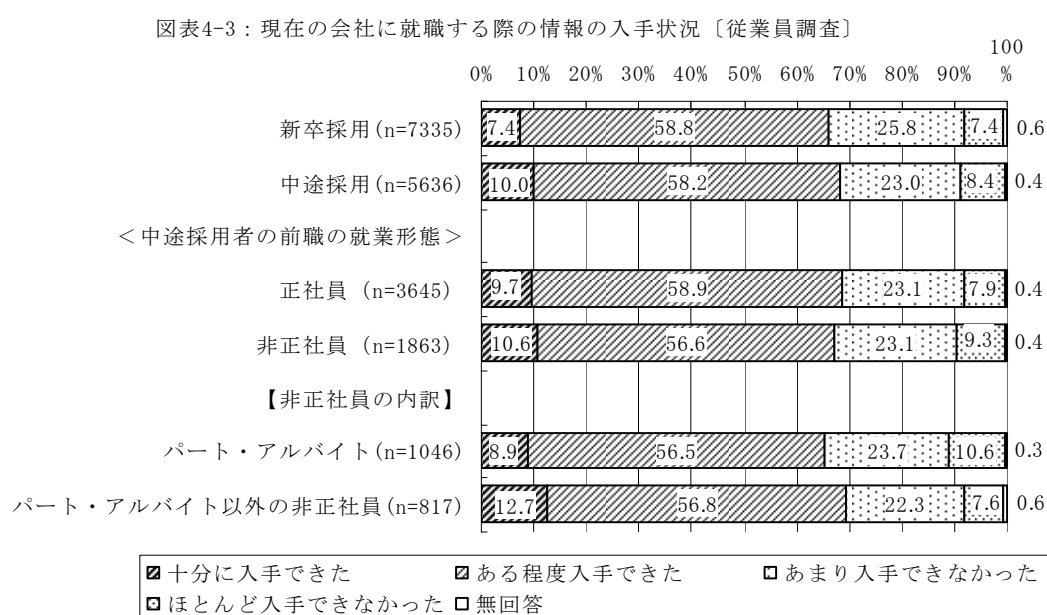 図表4-3：現在の会社に就職する際の情報の入手状況〔従業員調査〕
0% 10% 20% 30% 40% 50% 60% 70% 80% 90% 100%
新卒採用(n=7335) 7.4 58.8 25.8 7.4 0.6
中途採用(n=5636) 10.0 58.2 23.0 8.4 0.4
＜中途採用者の前職の就業形態＞
正社員（n=3645) 9.7 58.9 23.1 7.9 0.4
非正社員（n=1863) 10.6 56.6 23.1 9.3 0.4
【非正社員の内訳】
パート・アルバイト(n=1046) 8.9 56.5 23.7 10.6 0.3
パート・アルバイト以外の非正社員(n=817) 12.7 56.8 22.3 7.6 0.6
十分に入手できた ある程度入手できた あまり入手できなかった
ほとんど入手できなかった 無回答